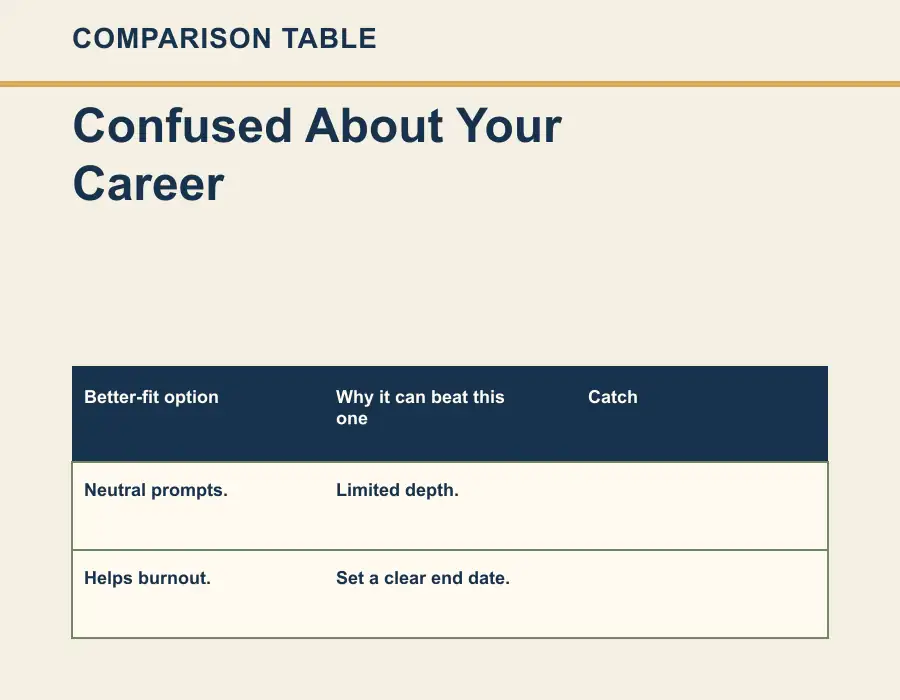 COMPARISON TABLE
Confused About Your
Career
Better-fit option
Why it can beat this
one
Catch
Neutral prompts.
Limited depth.
Helps burnout.
Set a clear end date.